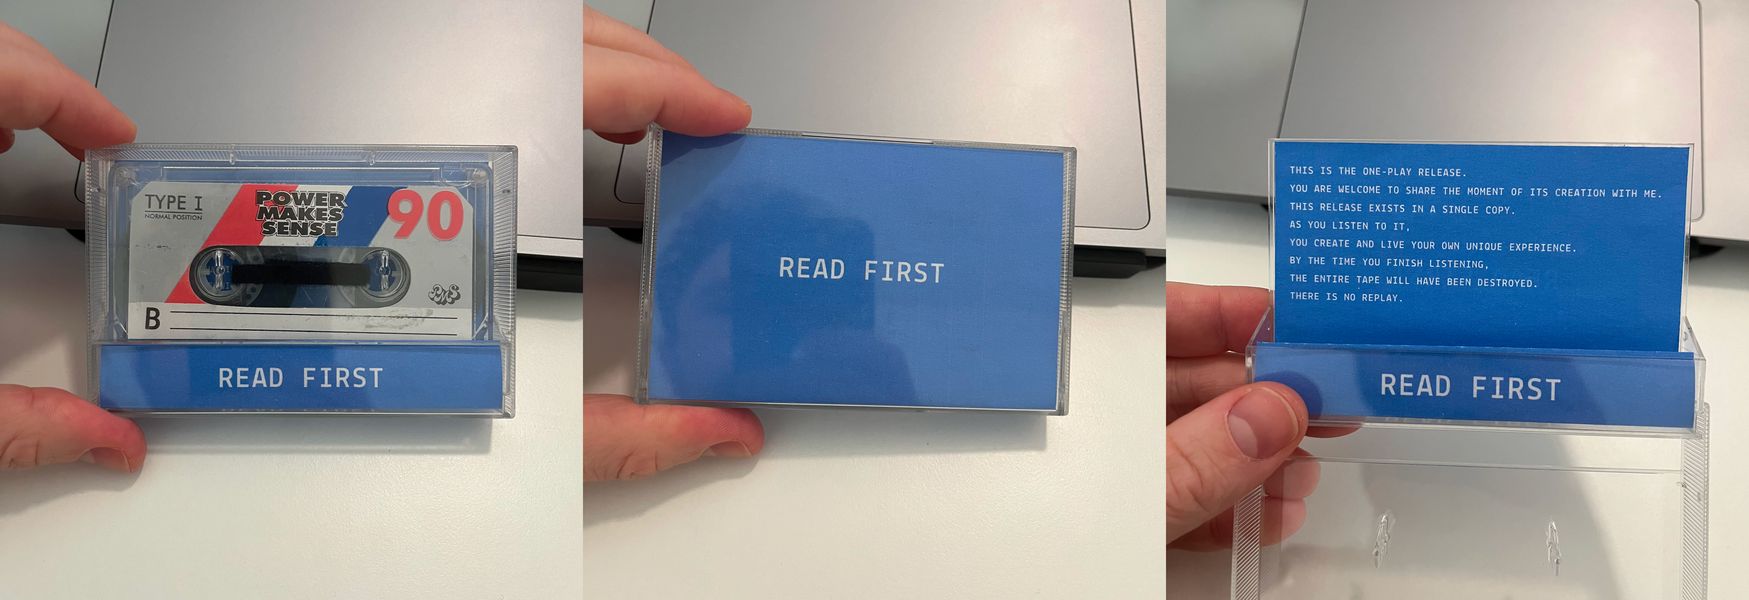 TYPE I
NORMAL POSITION
POWER
MAKES
SENSE
90
PMS
B
READ FIRST
READ FIRST
THIS IS THE ONE-PLAY RELEASE.
YOU ARE WELCOME TO SHARE THE MOMENT OF ITS CREATION WITH ME.
THIS RELEASE EXISTS IN A SINGLE COPY.
AS YOU LISTEN TO IT,
YOU CREATE AND LIVE YOUR OWN UNIQUE EXPERIENCE.
BY THE TIME YOU FINISH LISTENING,
THE ENTIRE TAPE WILL HAVE BEEN DESTROYED.
THERE IS NO REPLAY.
READ FIRST